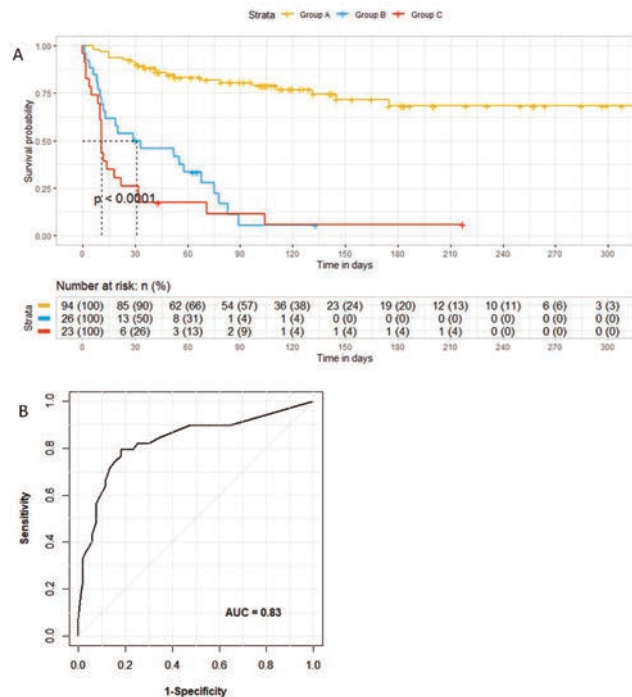 Strata Group A Group B Group C
A
Survival probability
1.00
0.75
0.50
0.25
0.00
p < 0.0001
0 30 60 90 120 150 180 210 240 270 300
Time in days
Number at risk: n (%)
Strata
94 (100) 85 (90) 62 (66) 54 (57) 36 (38) 23 (24) 19 (20) 12 (13) 10 (11) 6 (6) 3 (3)
26 (100) 13 (50) 8 (31) 1 (4) 1 (4) 0 (0) 0 (0) 0 (0) 0 (0) 0 (0) 0 (0)
23 (100) 6 (26) 3 (13) 2 (9) 1 (4) 1 (4) 1 (4) 1 (4) 0 (0) 0 (0) 0 (0)
0 30 60 90 120 150 180 210 240 270 300
Time in days
B
Sensitivity
1.0
0.8
0.6
0.4
0.2
0.0
AUC = 0.83
0.0 0.2 0.4 0.6 0.8 1.0
1-Specificity